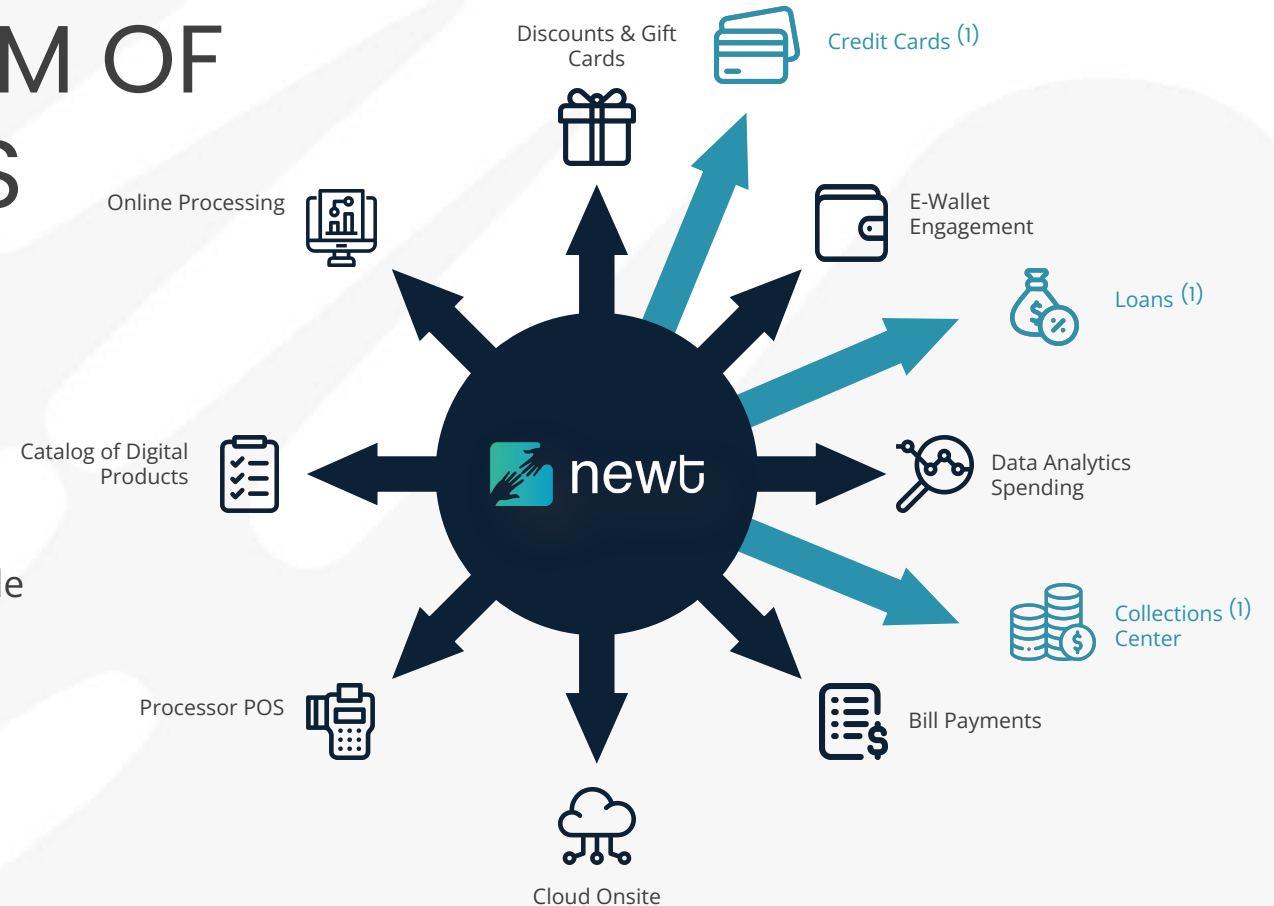 M OF
S
Discounts & Gift
Cards
Credit Cards (1)
Online Processing
E-Wallet
Engagement
Loans (1)
Catalog of Digital
Products
newt
Data Analytics
Spending
le
Collections (1)
Center
Processor POS
Bill Payments
Cloud Onsite